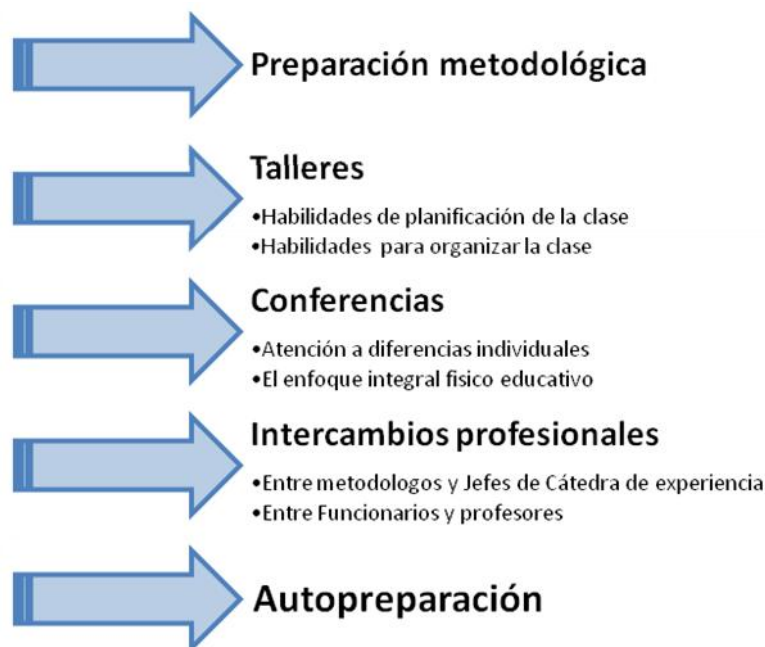 Preparación metodológica
Talleres
•Habilidades de planificación de la clase
•Habilidades para organizar la clase
Conferencias
•Atención a diferencias individuales
•El enfoque integral fisico educativo
Intercambios profesionales
•Entre metodologos y Jefes de Cátedra de experiencia
•Entre Funcionarios y profesores
Autopreparación